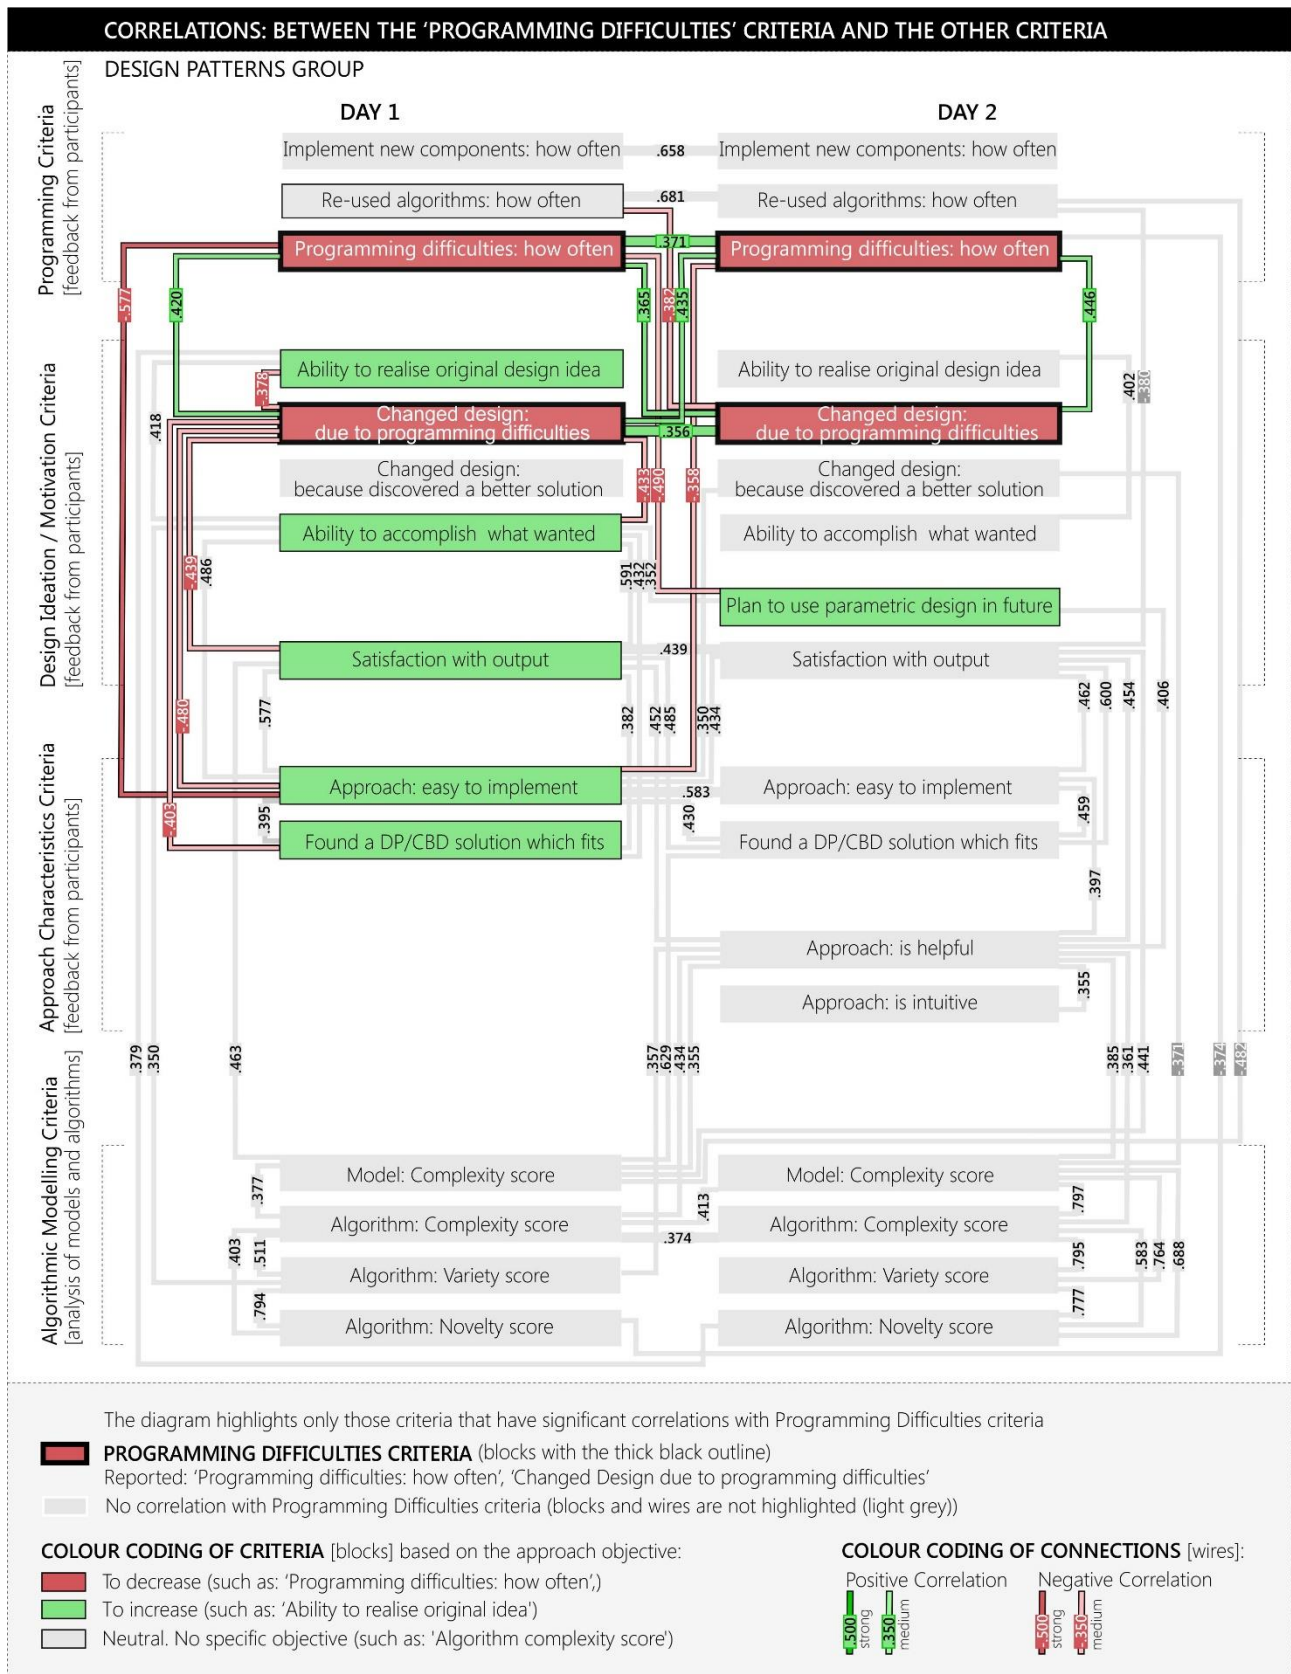 CORRELATIONS: BETWEEN THE ‘PROGRAMMING DIFFICULTIES’ CRITERIA AND THE OTHER CRITERIA
DESIGN PATTERNS GROUP
DAY 1
DAY 2
Programming Criteria
[feedback from participants]
Implement new components: how often
.658
Implement new components: how often
Re-used algorithms: how often
.681
Re-used algorithms: how often
Programming difficulties: how often
.371
Programming difficulties: how often
-.577
.420
.365
-.382
.435
.446
Design Ideation / Motivation Criteria
[feedback from participants]
Ability to realise original design idea
Ability to realise original design idea
-.378
.402
-.380
Changed design:
due to programming difficulties
.356
Changed design:
due to programming difficulties
.418
Changed design:
because discovered a better solution
-.433
-.490
-.358
Changed design:
because discovered a better solution
Ability to accomplish what wanted
Ability to accomplish what wanted
-.439
.486
.591
.432
.352
Plan to use parametric design in future
Satisfaction with output
.439
Satisfaction with output
-.480
.577
.382
.452
.485
.350
.434
.462
.600
.454
.406
Approach Characteristics Criteria
[feedback from participants]
Approach: easy to implement
.583
Approach: easy to implement
-.403
.395
.430
.459
Found a DP/CBD solution which fits
Found a DP/CBD solution which fits
.397
Approach: is helpful
.355
Approach: is intuitive
.379
.350
.463
.357
.629
.434
.355
.385
.361
.441
-.371
-.374
-.482
Algorithmic Modelling Criteria
[analysis of models and algorithms]
Model: Complexity score
Model: Complexity score
.377
.413
.797
Algorithm: Complexity score
.374
Algorithm: Complexity score
.403
.511
.795
.583
.764
.688
Algorithm: Variety score
Algorithm: Variety score
.794
.777
Algorithm: Novelty score
Algorithm: Novelty score
The diagram highlights only those criteria that have significant correlations with Programming Difficulties criteria
PROGRAMMING DIFFICULTIES CRITERIA (blocks with the thick black outline)
Reported: ‘Programming difficulties: how often’, ‘Changed Design due to programming difficulties’
No correlation with Programming Difficulties criteria (blocks and wires are not highlighted (light grey))
COLOUR CODING OF CRITERIA [blocks] based on the approach objective:
To decrease (such as: ‘Programming difficulties: how often’,)
To increase (such as: ‘Ability to realise original idea’)
Neutral. No specific objective (such as: 'Algorithm complexity score’)
COLOUR CODING OF CONNECTIONS [wires]:
Positive Correlation
Negative Correlation
.500
strong
.350
medium
-.500
strong
-.350
medium